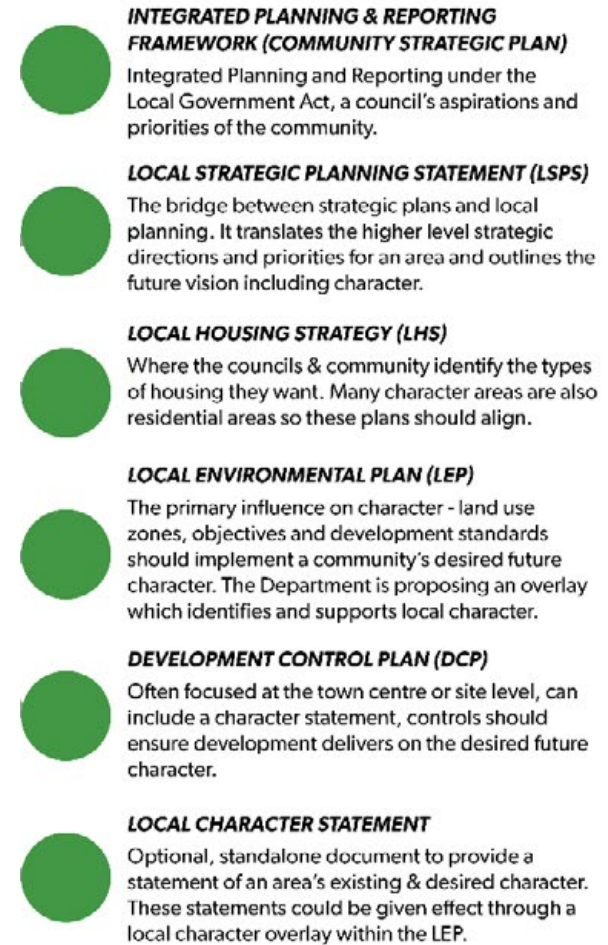 INTEGRATED PLANNING & REPORTING
FRAMEWORK (COMMUNITY STRATEGIC PLAN)
Integrated Planning and Reporting under the
Local Government Act, a council's aspirations and
priorities of the community.
LOCAL STRATEGIC PLANNING STATEMENT (LSPS)
The bridge between strategic plans and local
planning. It translates the higher level strategic
directions and priorities for an area and outlines the
future vision including character.
LOCAL HOUSING STRATEGY (LHS)
Where the councils & community identify the types
of housing they want. Many character areas are also
residential areas so these plans should align.
LOCAL ENVIRONMENTAL PLAN (LEP)
The primary influence on character - land use
zones, objectives and development standards
should implement a community's desired future
character. The Department is proposing an overlay
which identifies and supports local character.
DEVELOPMENT CONTROL PLAN (DCP)
Often focused at the town centre or site level, can
include a character statement, controls should
ensure development delivers on the desired future
character.
LOCAL CHARACTER STATEMENT
Optional, standalone document to provide a
statement of an area's existing & desired character.
These statements could be given effect through a
local character overlay within the LEP.